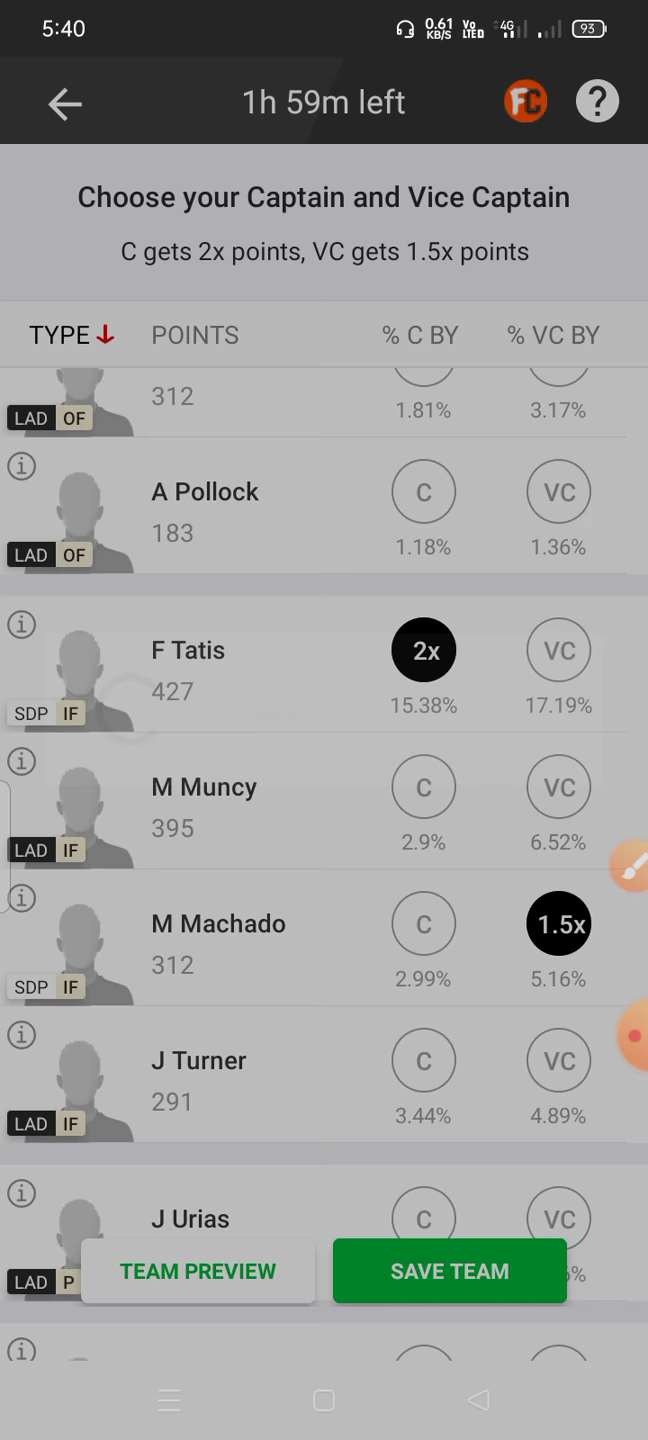 5:40
0.61 KB/S
Vo LTED
4G
93
1h 59m left
FC
?
Choose your Captain and Vice Captain
C gets 2x points, VC gets 1.5x points
TYPE POINTS % C BY % VC BY
312
LAD OF 1.81% 3.17%
A Pollock C VC
183
LAD OF 1.18% 1.36%
F Tatis 2x VC
427
SDP IF 15.38% 17.19%
M Muncy C VC
395
LAD IF 2.9% 6.52%
M Machado C 1.5x
312
SDP IF 2.99% 5.16%
J Turner C VC
291
LAD IF 3.44% 4.89%
J Urias C VC
LAD P
TEAM PREVIEW SAVE TEAM